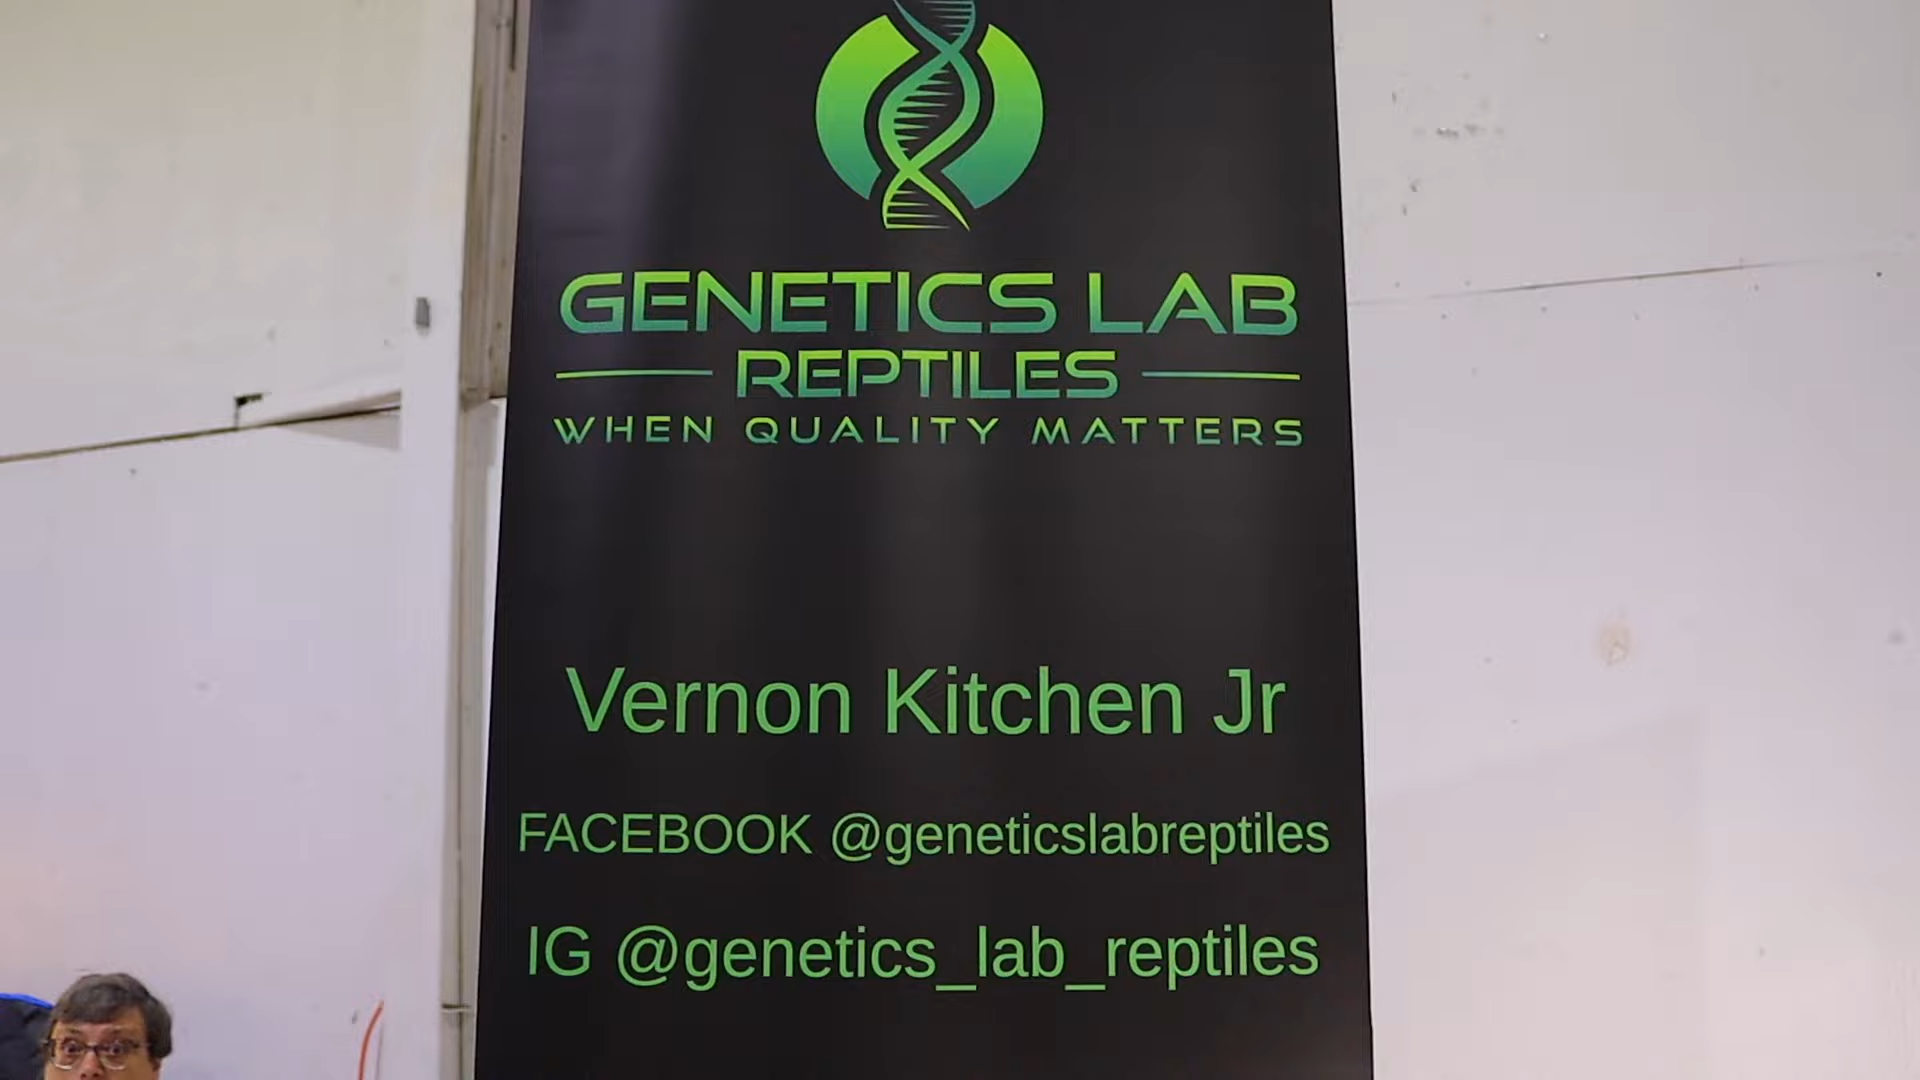 GENETICS LAB
REPTILES
WHEN QUALITY MATTERS
Vernon Kitchen Jr
FACEBOOK @geneticslabreptiles
IG @genetics_lab_reptiles